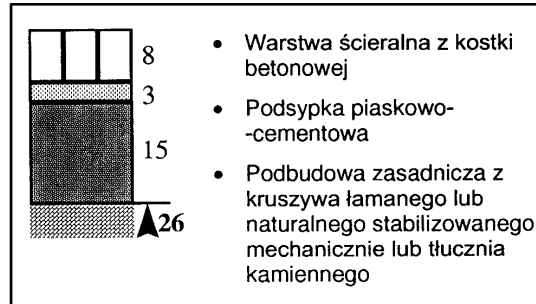 8
3
15
26
• Warstwa ścieralna z kostki
betonowej
• Podsypka piaskowo-
-cementowa
• Podbudowa zasadnicza z
kruszywa łamanego lub
naturalnego stabilizowanego
mechanicznie lub tłucznia
kamiennego